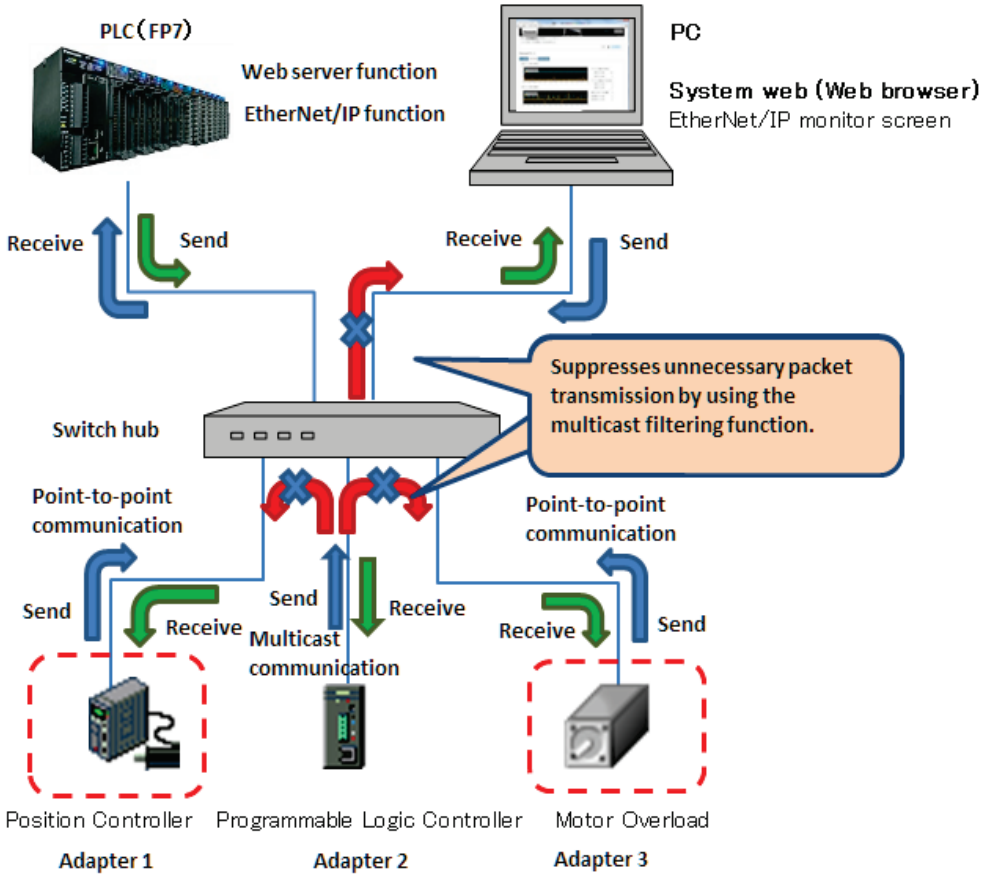 PLC(FP7)
Web server function
EtherNet/IP function
PC
System web (Web browser)
EtherNet/IP monitor screen
Receive
Send
Receive
Send
Suppresses unnecessary packet
transmission by using the
multicast filtering function.
Switch hub
Point-to-point
communication
Point-to-point
communication
Send
Receive
Send
Receive
Multicast
communication
Receive
Send
Position Controller
Programmable Logic Controller
Motor Overload
Adapter 1
Adapter 2
Adapter 3